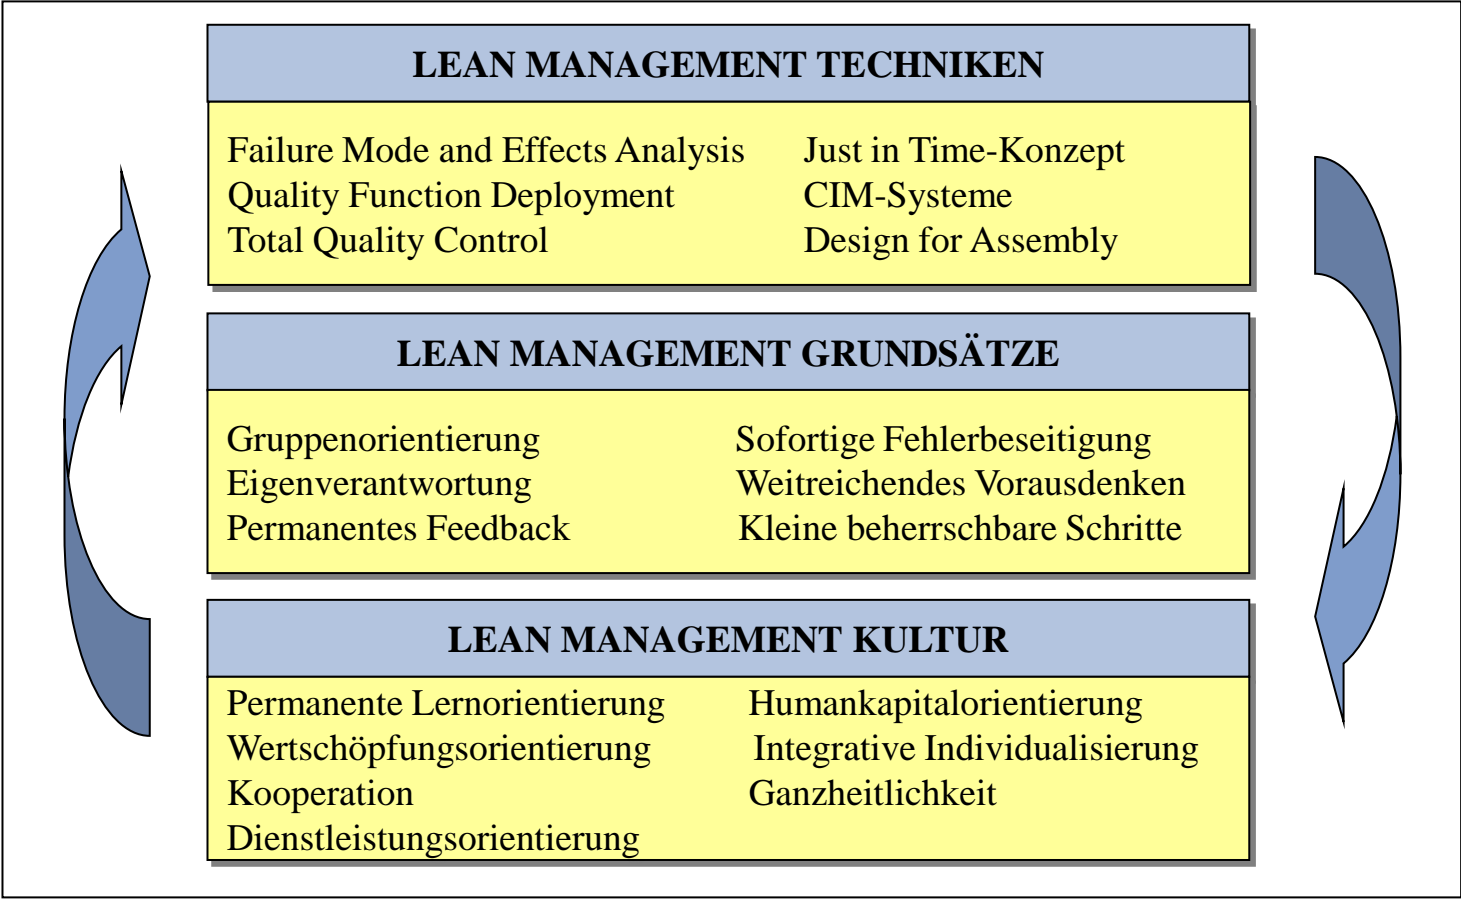 LEAN MANAGEMENT TECHNIKEN
Failure Mode and Effects Analysis Just in Time-Konzept
Quality Function Deployment CIM-Systeme
Total Quality Control Design for Assembly
LEAN MANAGEMENT GRUNDSÄTZE
Gruppenorientierung Sofortige Fehlerbeseitigung
Eigenverantwortung Weitreichendes Vorausdenken
Permanentes Feedback Kleine beherrschbare Schritte
LEAN MANAGEMENT KULTUR
Permanente Lernorientierung Humankapitalorientierung
Wertschöpfungsorientierung Integrative Individualisierung
Kooperation Ganzheitlichkeit
Dienstleistungsorientierung